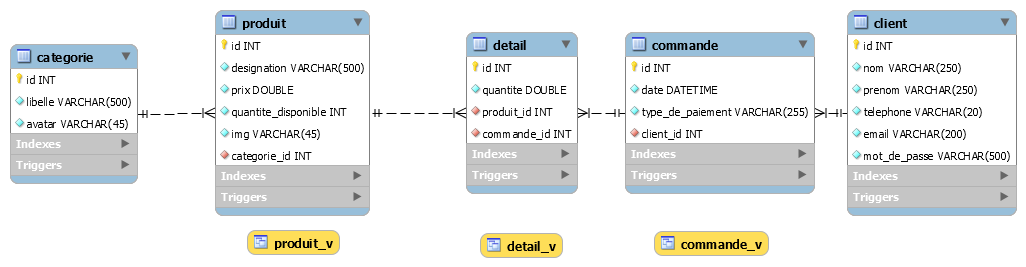 categorie
id INT
libelle VARCHAR(500)
avatar VARCHAR(45)
Indexes
Triggers
produit
id INT
designation VARCHAR(500)
prix DOUBLE
quantite_disponible INT
img VARCHAR(45)
categorie_id INT
Indexes
Triggers
detail
id INT
quantite DOUBLE
produit_id INT
commande_id INT
Indexes
Triggers
commande
id INT
date DATETIME
type_de_paiement VARCHAR(255)
client_id INT
Indexes
Triggers
client
id INT
nom VARCHAR(250)
prenom VARCHAR(250)
telephone VARCHAR(20)
email VARCHAR(200)
mot_de_passe VARCHAR(500)
Indexes
Triggers
produit_v
detail_v
commande_v